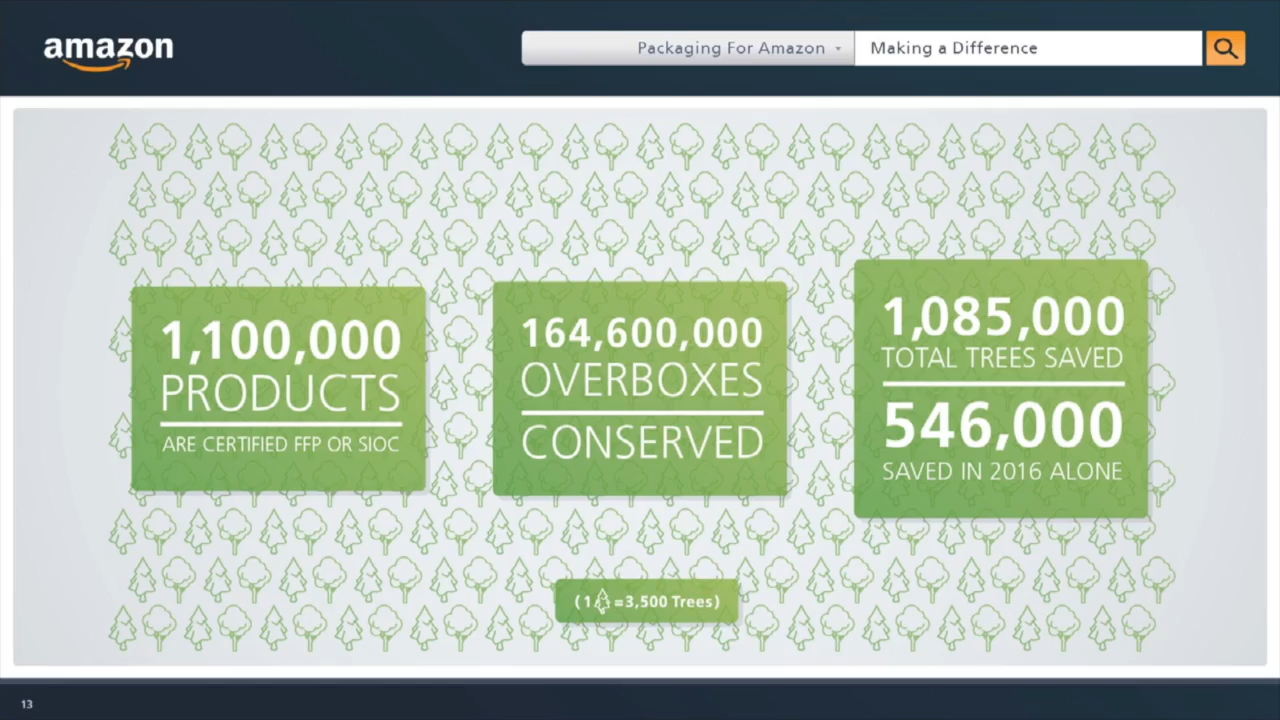 amazon
Packaging For Amazon
Making a Difference
1,100,000
PRODUCTS
ARE CERTIFIED FFP OR SIOC
164,600,000
OVERBOXES
CONSERVED
1,085,000
TOTAL TREES SAVED
546,000
SAVED IN 2016 ALONE
(1 =3,500 Trees)
13